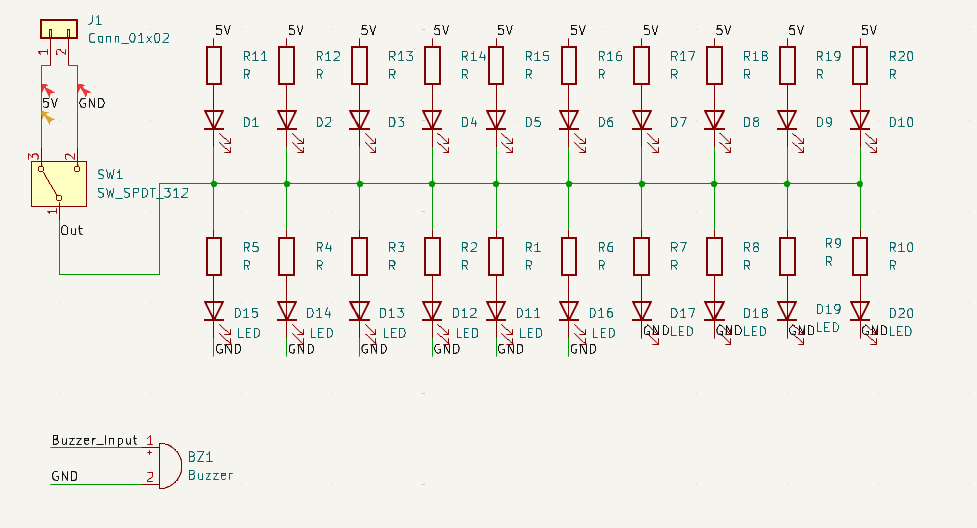 J1
Conn_01x02
1
2
5V
GND
3
2
SW1
SW_SPDT_312
1
Out
5V 5V 5V 5V 5V 5V 5V 5V 5V 5V
R11 R12 R13 R14 R15 R16 R17 R18 R19 R20
R R R R R R R R R R
D1 D2 D3 D4 D5 D6 D7 D8 D9 D10
R5 R4 R3 R2 R1 R6 R7 R8 R9 R10
R R R R R R R R R R
D15 D14 D13 D12 D11 D16 D17 D18 D19 D20
LED LED LED LED LED LED LED LED LED LED
GND GND GND GND GND GND GND GND GND GND
Buzzer_Input 1
+
BZ1
Buzzer
GND 2